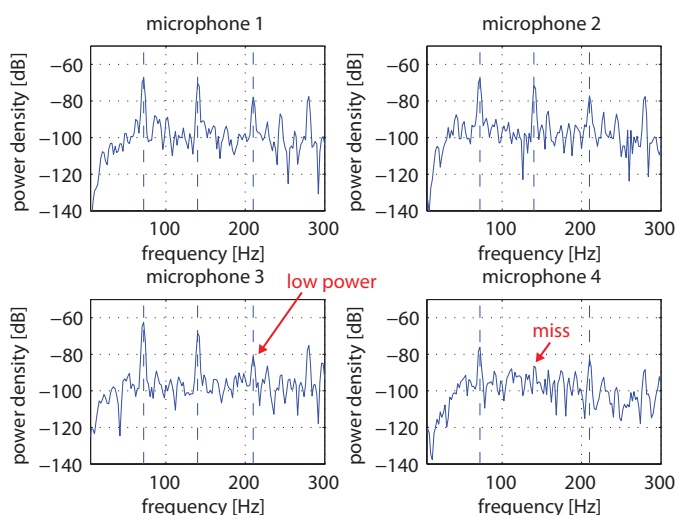 microphone 1
microphone 2
power density [dB]
−60
−80
−100
−120
−140
100
200
300
frequency [Hz]
power density [dB]
−60
−80
−100
−120
−140
100
200
300
frequency [Hz]
microphone 3
low power
microphone 4
power density [dB]
−60
−80
−100
−120
−140
100
200
300
frequency [Hz]
miss
power density [dB]
−60
−80
−100
−120
−140
100
200
300
frequency [Hz]